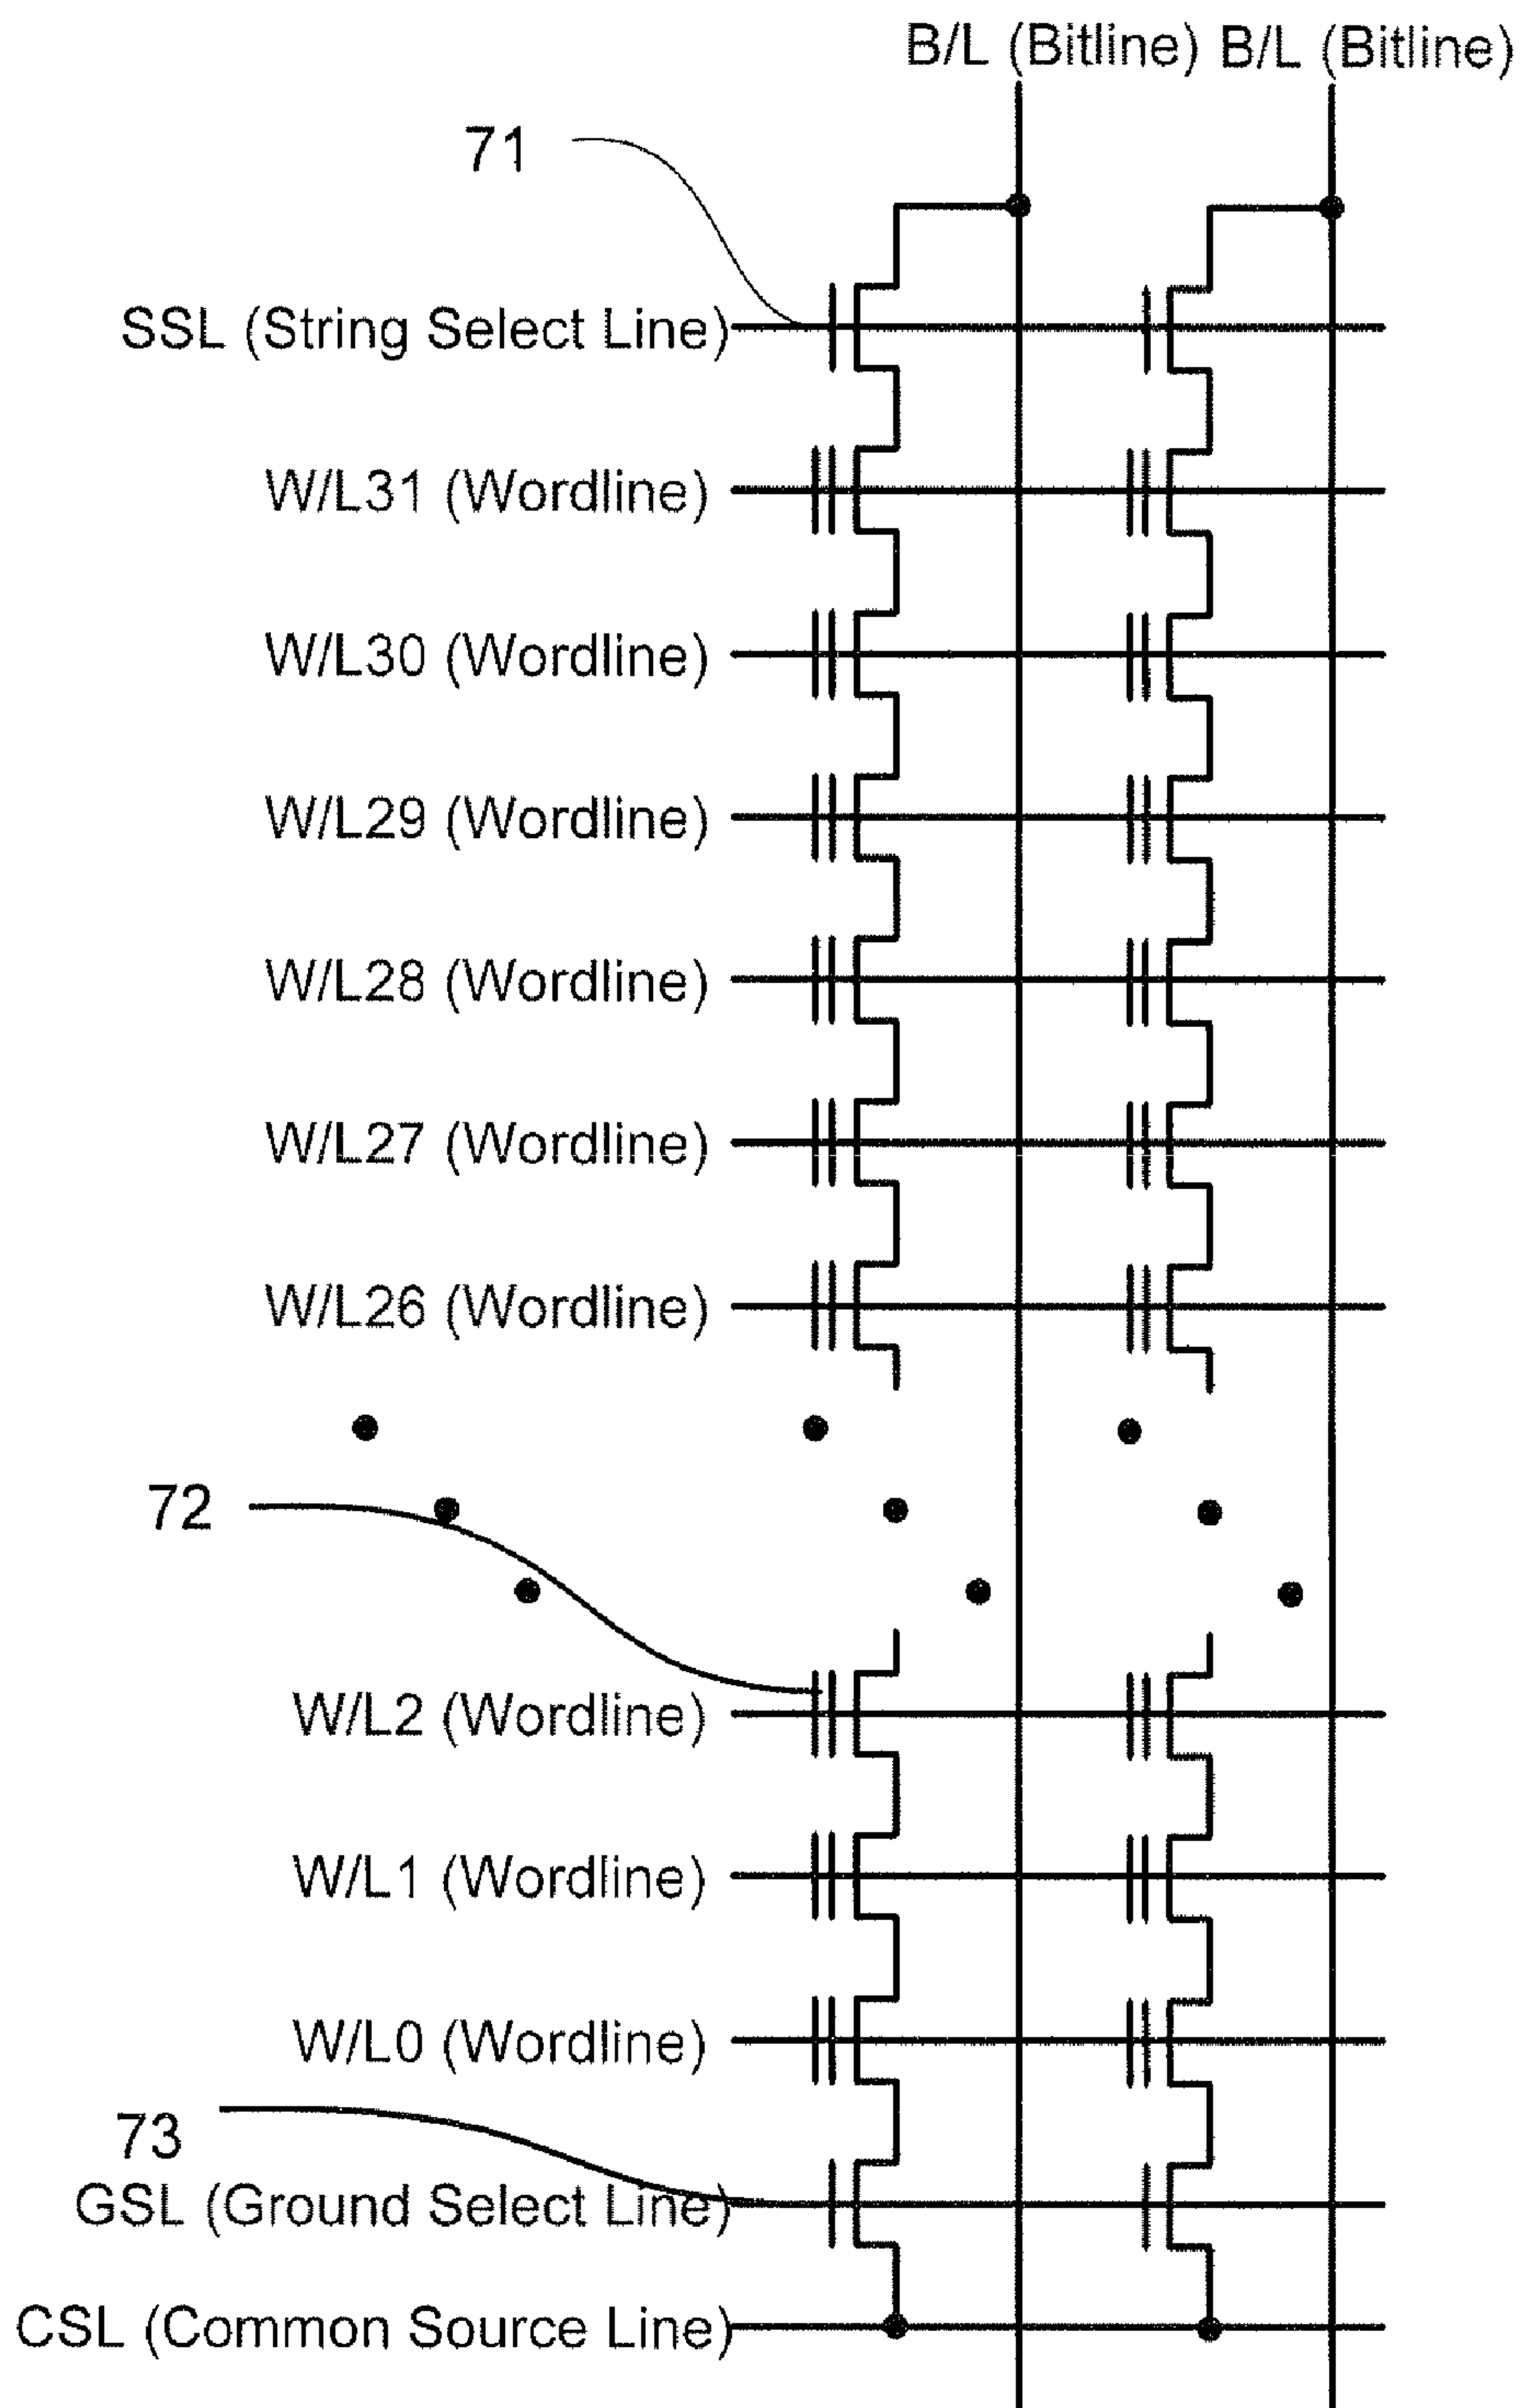 B/L (Bitline) B/L (Bitline)
71
SSL (String Select Line)
W/L31 (Wordline)
W/L30 (Wordline)
W/L29 (Wordline)
W/L28 (Wordline)
W/L27 (Wordline)
W/L26 (Wordline)
72
W/L2 (Wordline)
W/L1 (Wordline)
W/L0 (Wordline)
73
GSL (Ground Select Line)
CSL (Common Source Line)